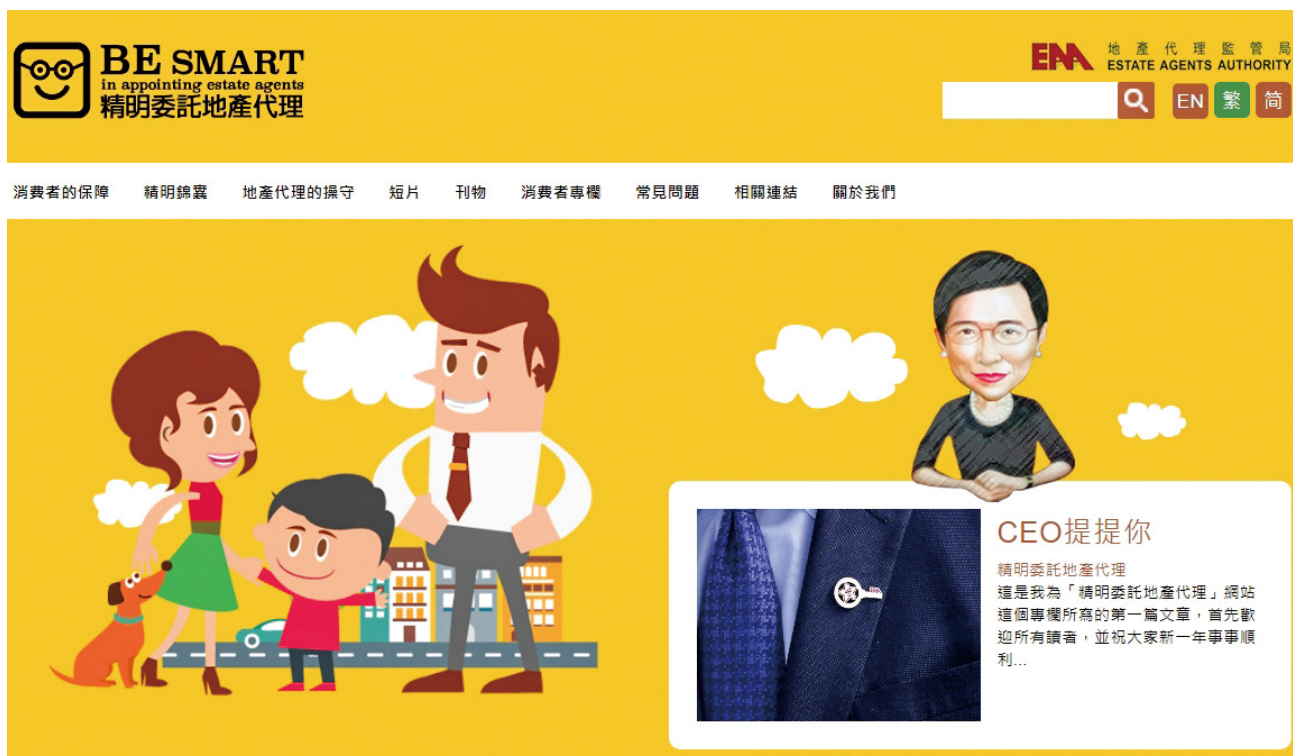 BE SMART
in appointing estate agents
精明委託地產代理
EAA
地產代理監管局
ESTATE AGENTS AUTHORITY
EN 繁 简
消費者的保障 精明錦囊 地產代理的操守 短片 刊物 消費者專欄 常見問題 相關連結 關於我們
CEO提提你
精明委託地產代理
這是我為「精明委託地產代理」網站
這個專欄所寫的第一篇文章，首先歡
迎所有讀者，並祝大家新一年事事順
利...